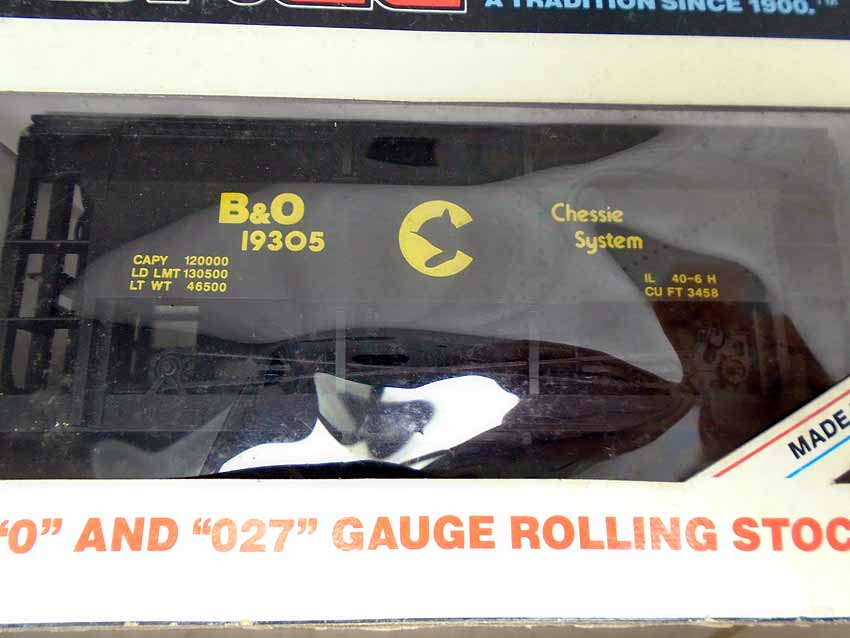 A TRADITION SINCE 1900.™
B&O
19305
CAPY 120000
LD LMT 130500
LT WT 46500
Chessie
System
IL 40-6 H
CU FT 3458
MADE
"O" AND "027" GAUGE ROLLING STOC